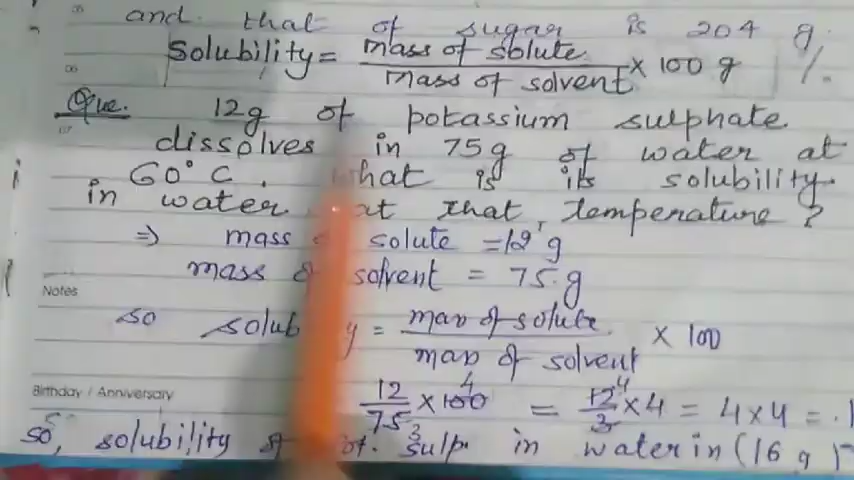 and that of sugar is 204 g.
Solubility = mass of solute / Mass of solvent × 100 g %.
Que. 12g of potassium sulphate
dissolves in 75g of water at
60°C. what is its solubility
in water at that temperature?
⇒ mass of solute = 12 g
mass of solvent = 75.g
Notes
so solub y = mass of solute / mass of solvent × 100
Birthday / Anniversary
12/75 × 100 = 12/3 × 4 = 4×4 =
so, solubility of pot. sulp. in water in (16 g)